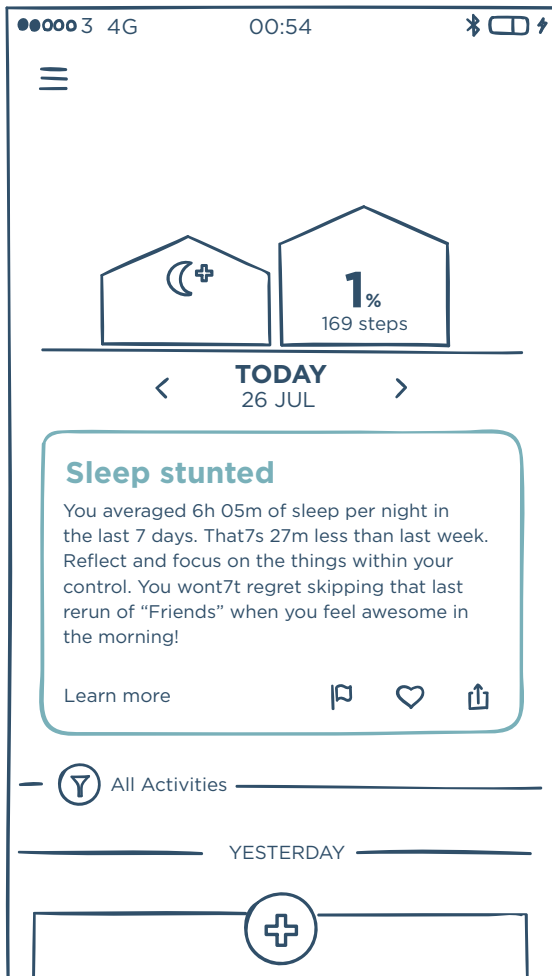 3 4G 00:54
1%
169 steps
TODAY
26 JUL
Sleep stunted
You averaged 6h 05m of sleep per night in
the last 7 days. That7s 27m less than last week.
Reflect and focus on the things within your
control. You wont7t regret skipping that last
rerun of “Friends” when you feel awesome in
the morning!
Learn more
All Activities
YESTERDAY